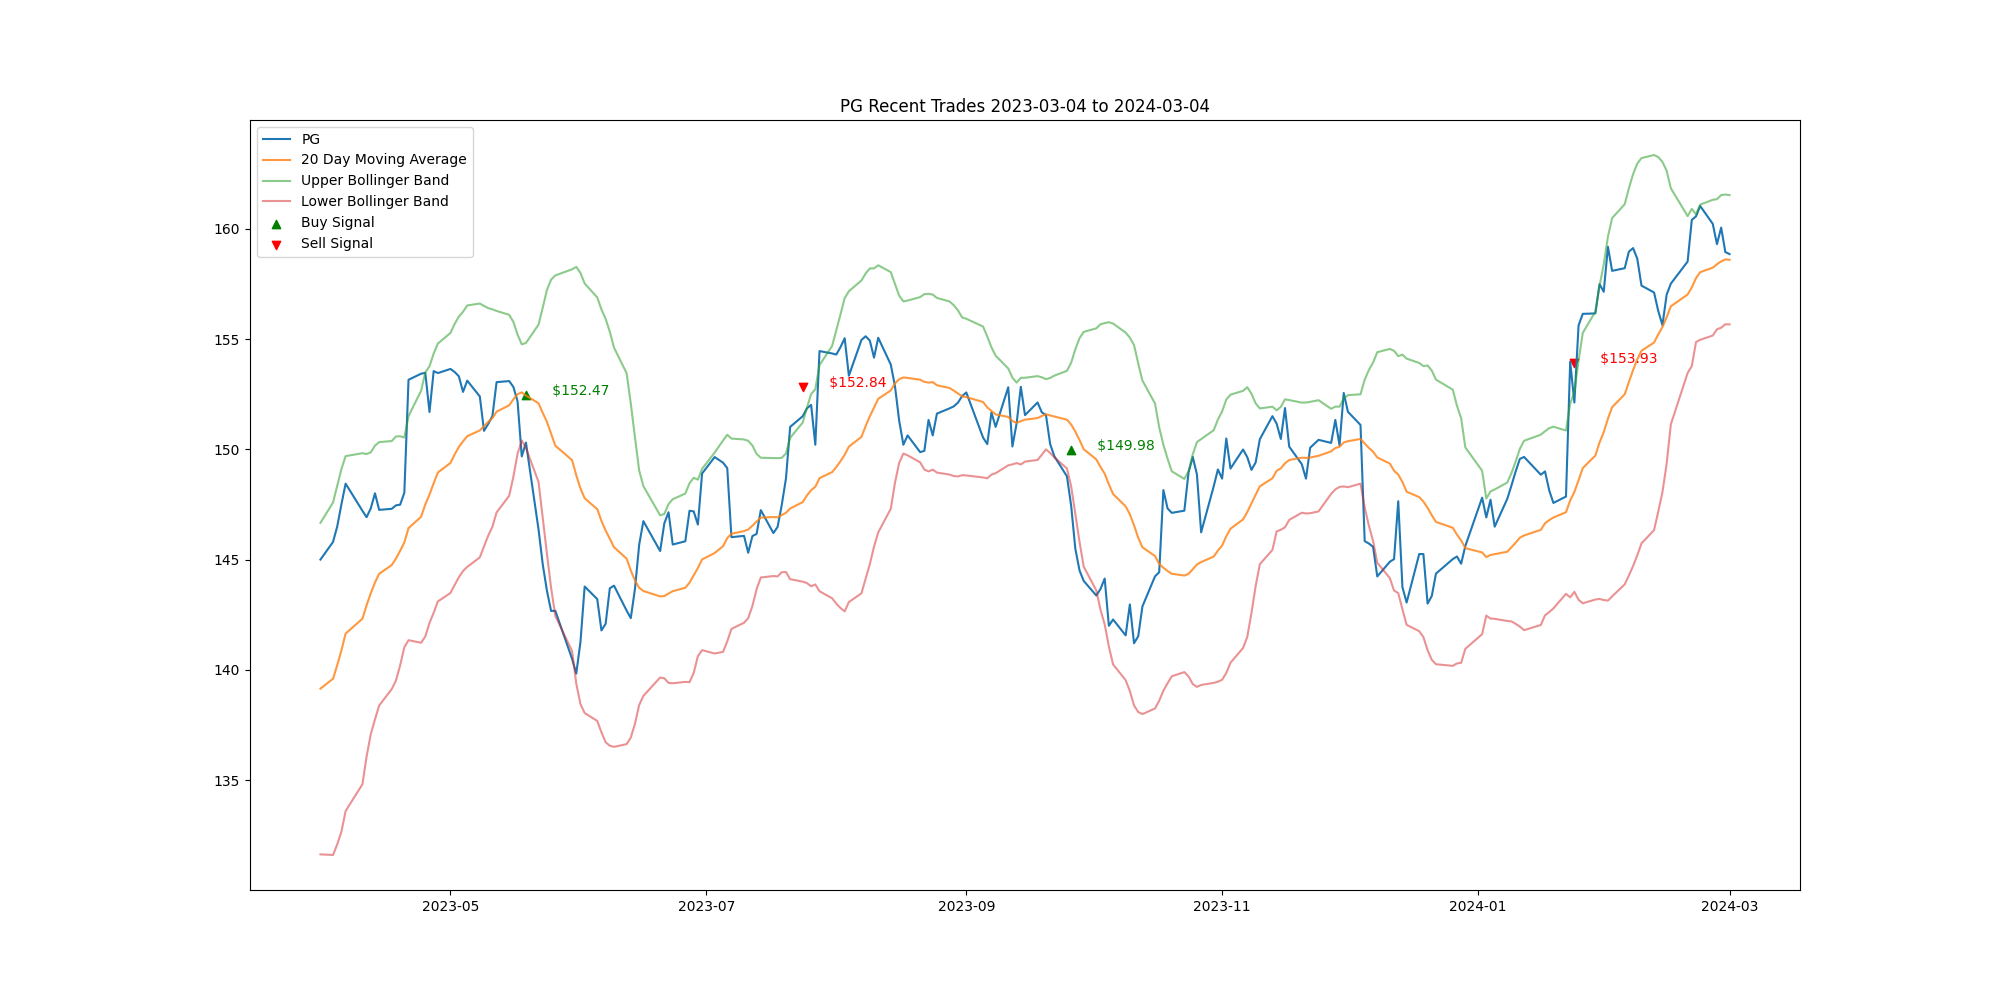 PG Recent Trades 2023-03-04 to 2024-03-04
PG
20 Day Moving Average
Upper Bollinger Band
Lower Bollinger Band
Buy Signal
Sell Signal
160
155
150
145
140
135
$152.47
$152.84
$149.98
$153.93
2023-05
2023-07
2023-09
2023-11
2024-01
2024-03